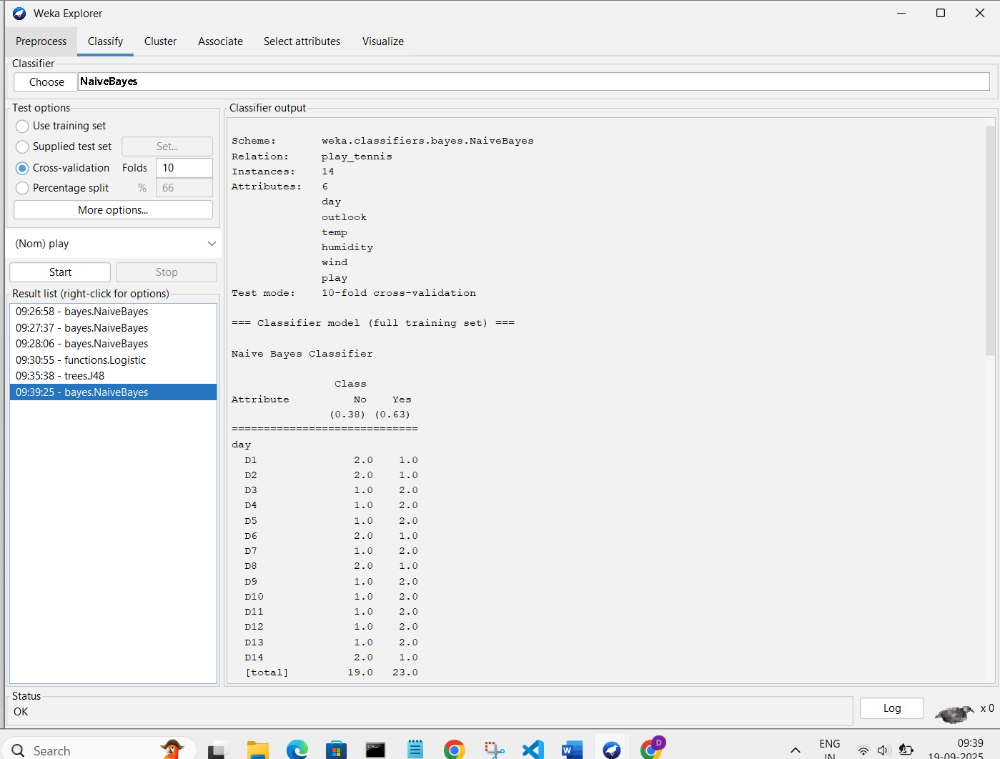 Weka Explorer
Preprocess Classify Cluster Associate Select attributes Visualize
Classifier
Choose NaiveBayes
Test options
Use training set
Supplied test set Set...
Cross-validation Folds 10
Percentage split % 66
More options...
(Nom) play
Start Stop
Result list (right-click for options)
09:26:58 - bayes.NaiveBayes
09:27:37 - bayes.NaiveBayes
09:28:06 - bayes.NaiveBayes
09:30:55 - functions.Logistic
09:35:38 - trees.J48
09:39:25 - bayes.NaiveBayes
Classifier output
Scheme: weka.classifiers.bayes.NaiveBayes
Relation: play_tennis
Instances: 14
Attributes: 6
day
outlook
temp
humidity
wind
play
Test mode: 10-fold cross-validation
=== Classifier model (full training set) ===
Naive Bayes Classifier
Class
Attribute No Yes
(0.38) (0.63)
=============================
day
D1 2.0 1.0
D2 2.0 1.0
D3 1.0 2.0
D4 1.0 2.0
D5 1.0 2.0
D6 2.0 1.0
D7 1.0 2.0
D8 2.0 1.0
D9 1.0 2.0
D10 1.0 2.0
D11 1.0 2.0
D12 1.0 2.0
D13 1.0 2.0
D14 2.0 1.0
[total] 19.0 23.0
Status
OK
Log x 0
Search
W
D
ENG
IN
09:39
19-09-2025